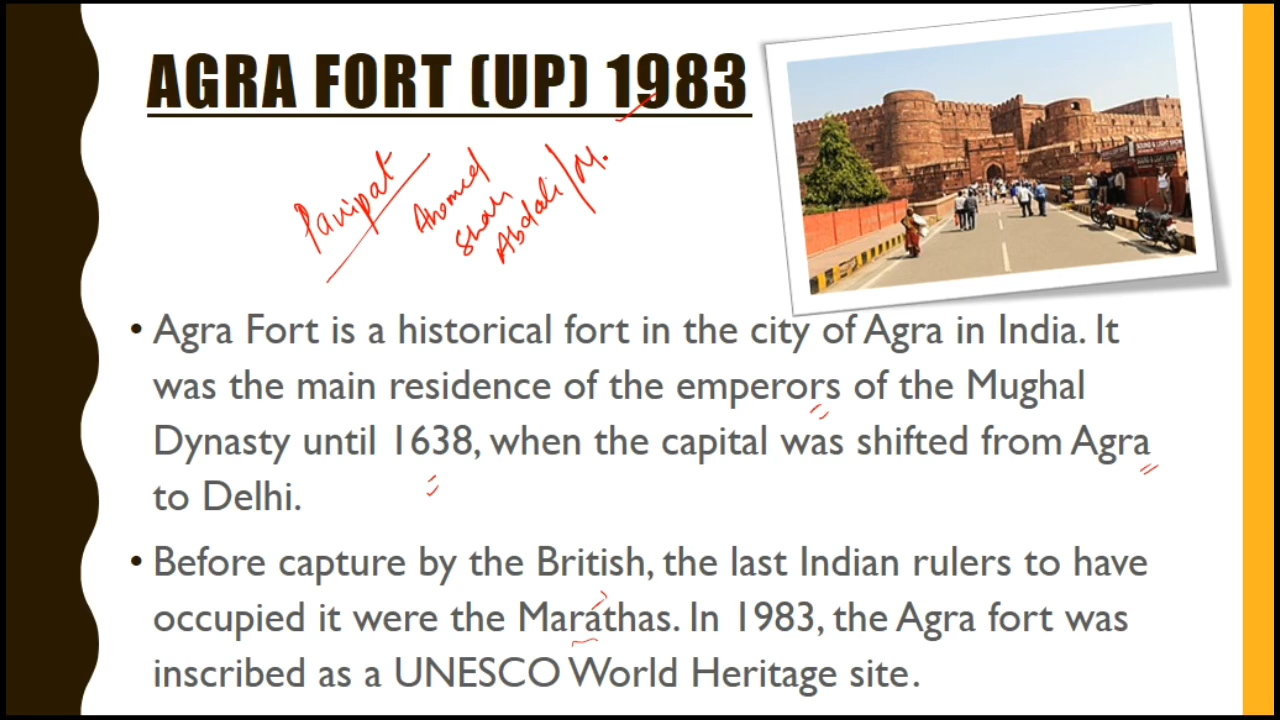 AGRA FORT (UP) 1983
Panipat
Ahmed
Shah
Abdali/M.
SOUND & LIGHT SHOW
• Agra Fort is a historical fort in the city of Agra in India. It
was the main residence of the emperors of the Mughal
Dynasty until 1638, when the capital was shifted from Agra
to Delhi.
• Before capture by the British, the last Indian rulers to have
occupied it were the Marathas. In 1983, the Agra fort was
inscribed as a UNESCO World Heritage site.